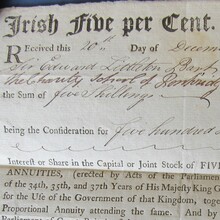 Irish Five per Cent.
Received this 20th Day of Decem
Sir Edward Littleton Bart
the Charity School of Penkridge
the Sum of five Shillings
being the Consideration for five hundred
Interest or Share in the Capital or Joint Stock of FIVE
ANNUITIES, (erected by Acts of the Parliament
of the 34th, 35th, and 37th Years of His Majesty King G
for the Use of the Government of that Kingdom, toge
Proportional Annuity attending the same. And by
Parliament of